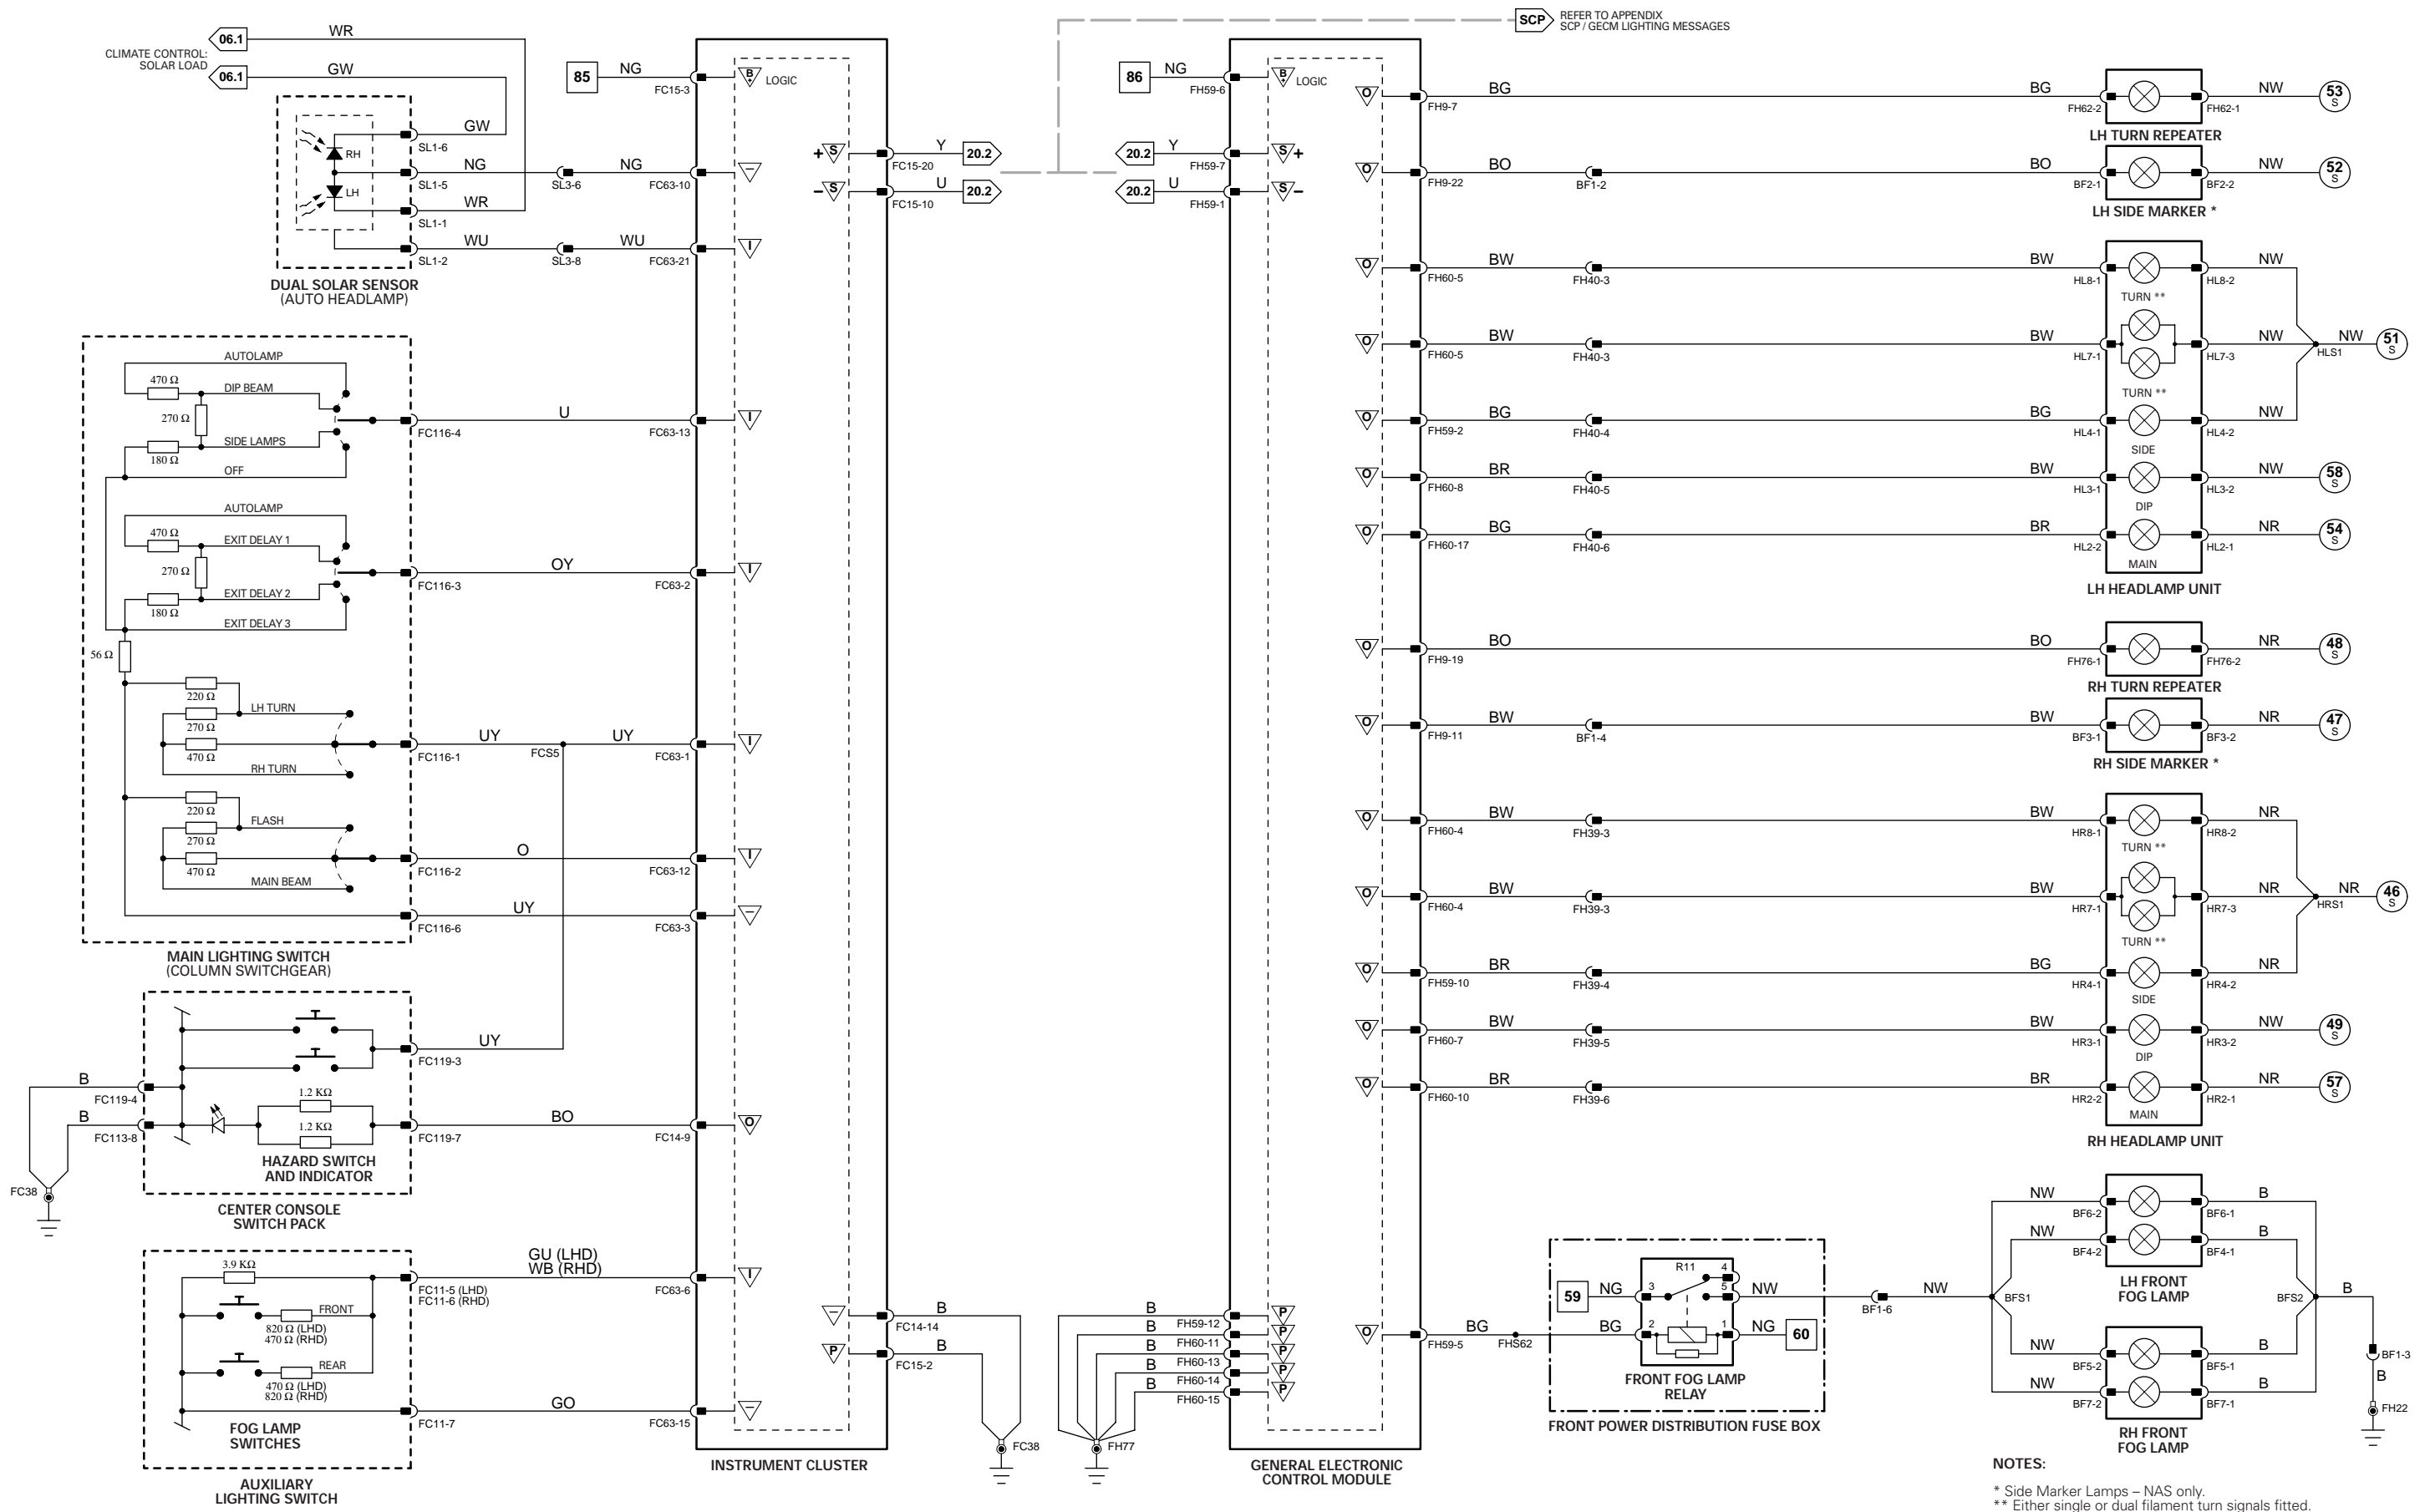 06.1
WR
CLIMATE CONTROL:
SOLAR LOAD
06.1
GW
GW
SL1-6
RH
NG
SL1-5
SL3-6
NG
FC63-10
LH
WR
SL1-1
WU
SL1-2
SL3-8
WU
FC63-21
DUAL SOLAR SENSOR
(AUTO HEADLAMP)
AUTOLAMP
470 Ω
DIP BEAM
270 Ω
SIDE LAMPS
180 Ω
OFF
FC116-4
U
FC63-13
AUTOLAMP
470 Ω
EXIT DELAY 1
270 Ω
EXIT DELAY 2
180 Ω
EXIT DELAY 3
FC116-3
OY
FC63-2
56 Ω
220 Ω
LH TURN
270 Ω
470 Ω
RH TURN
FC116-1
UY
FCS5
UY
FC63-1
220 Ω
FLASH
270 Ω
470 Ω
MAIN BEAM
FC116-2
O
FC63-12
FC116-6
UY
FC63-3
MAIN LIGHTING SWITCH
(COLUMN SWITCHGEAR)
FC119-3
UY
B
FC119-4
B
FC113-8
FC38
1.2 KΩ
1.2 KΩ
FC119-7
BO
FC14-9
HAZARD SWITCH
AND INDICATOR
CENTER CONSOLE
SWITCH PACK
3.9 KΩ
GU (LHD)
WB (RHD)
FC11-5 (LHD)
FC11-6 (RHD)
FC63-6
FRONT
820 Ω (LHD)
470 Ω (RHD)
REAR
470 Ω (LHD)
820 Ω (RHD)
FC11-7
GO
FC63-15
FOG LAMP
SWITCHES
AUXILIARY
LIGHTING SWITCH
85
NG
FC15-3
B
+
LOGIC
+
S
FC15-20
Y
20.2
–
S
FC15-10
U
20.2
–
I
I
I
I
I
–
O
I
–
–
FC14-14
B
P
FC15-2
B
FC38
INSTRUMENT CLUSTER
SCP
REFER TO APPENDIX
SCP / GECM LIGHTING MESSAGES
86
NG
FH59-6
B
+
LOGIC
20.2
Y
FH59-7
S
+
20.2
U
FH59-1
S
–
B
FH59-12
P
B
FH60-11
P
B
FH60-13
P
B
FH60-14
P
B
FH60-15
P
FH77
GENERAL ELECTRONIC
CONTROL MODULE
O
FH9-7
BG
BG
FH62-2
FH62-1
NW
53
S
LH TURN REPEATER
O
FH9-22
BO
BF1-2
BO
BF2-1
BF2-2
NW
52
S
LH SIDE MARKER *
O
FH60-5
BW
FH40-3
BW
HL8-1
HL8-2
NW
TURN **
O
FH60-5
BW
FH40-3
BW
HL7-1
HL7-3
NW
HLS1
NW
51
S
TURN **
O
FH59-2
BG
FH40-4
BG
HL4-1
HL4-2
NW
SIDE
O
FH60-8
BR
FH40-5
BW
HL3-1
HL3-2
NW
58
S
DIP
O
FH60-17
BG
FH40-6
BR
HL2-2
HL2-1
NR
54
S
MAIN
LH HEADLAMP UNIT
O
FH9-19
BO
BO
FH76-1
FH76-2
NR
48
S
RH TURN REPEATER
O
FH9-11
BW
BF1-4
BW
BF3-1
BF3-2
NR
47
S
RH SIDE MARKER *
O
FH60-4
BW
FH39-3
BW
HR8-1
HR8-2
NR
TURN **
O
FH60-4
BW
FH39-3
BW
HR7-1
HR7-3
NR
HRS1
NR
46
S
TURN **
O
FH59-10
BR
FH39-4
BG
HR4-1
HR4-2
NR
SIDE
O
FH60-7
BW
FH39-5
BW
HR3-1
HR3-2
NW
49
S
DIP
O
FH60-10
BR
FH39-6
BR
HR2-2
HR2-1
NR
57
S
MAIN
RH HEADLAMP UNIT
O
FH59-5
BG
FHS62
BG
59
NG
3
R11
4
5
NW
2
1
NG
60
FRONT FOG LAMP
RELAY
FRONT POWER DISTRIBUTION FUSE BOX
BF1-6
NW
BFS1
NW
BF6-2
BF6-1
B
NW
BF4-2
BF4-1
B
LH FRONT
FOG LAMP
BFS2
B
NW
BF5-2
BF5-1
B
NW
BF7-2
BF7-1
B
RH FRONT
FOG LAMP
BF1-3
B
FH22
NOTES:
* Side Marker Lamps – NAS only.
** Either single or dual filament turn signals fitted.